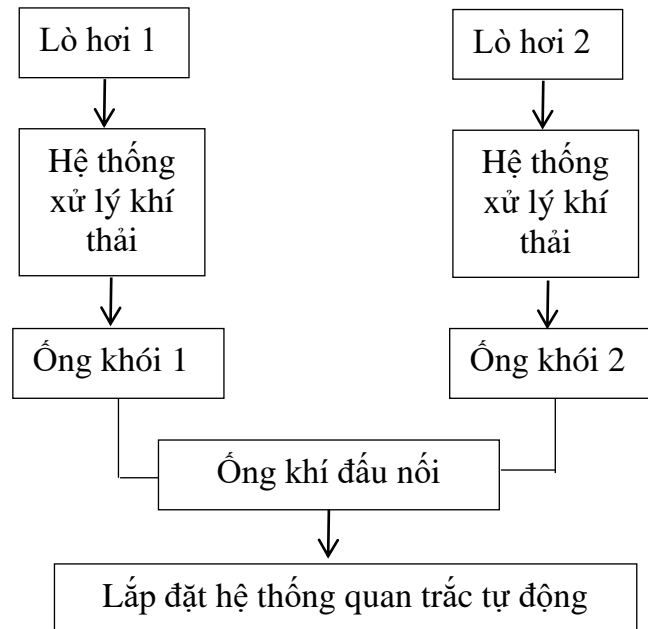 Lò hơi 1
Lò hơi 2
Hệ thống
xử lý khí
thải
Hệ thống
xử lý khí
thải
Ống khói 1
Ống khói 2
Ống khí đấu nối
Lắp đặt hệ thống quan trắc tự động